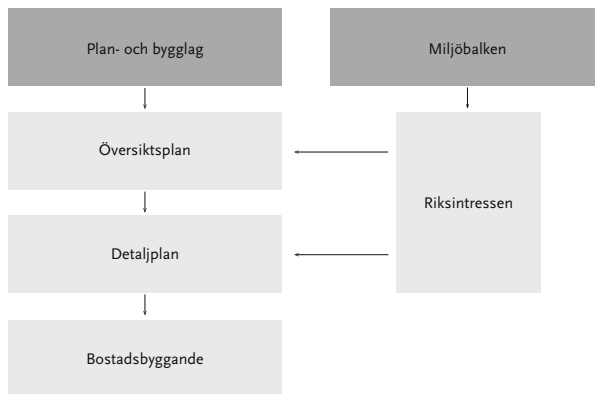 Plan- och bygglag
Miljöbalken
Översiktsplan
Riksintressen
Detaljplan
Bostadsbyggande